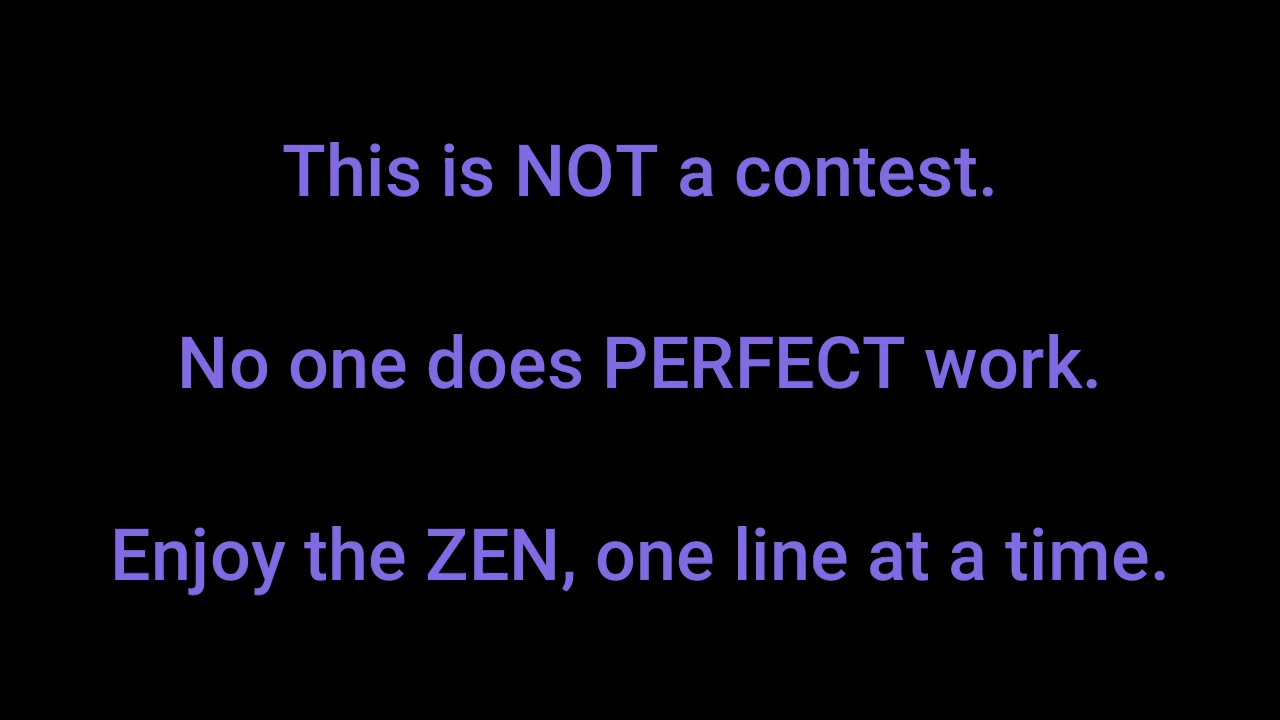 This is NOT a contest.
No one does PERFECT work.
Enjoy the ZEN, one line at a time.